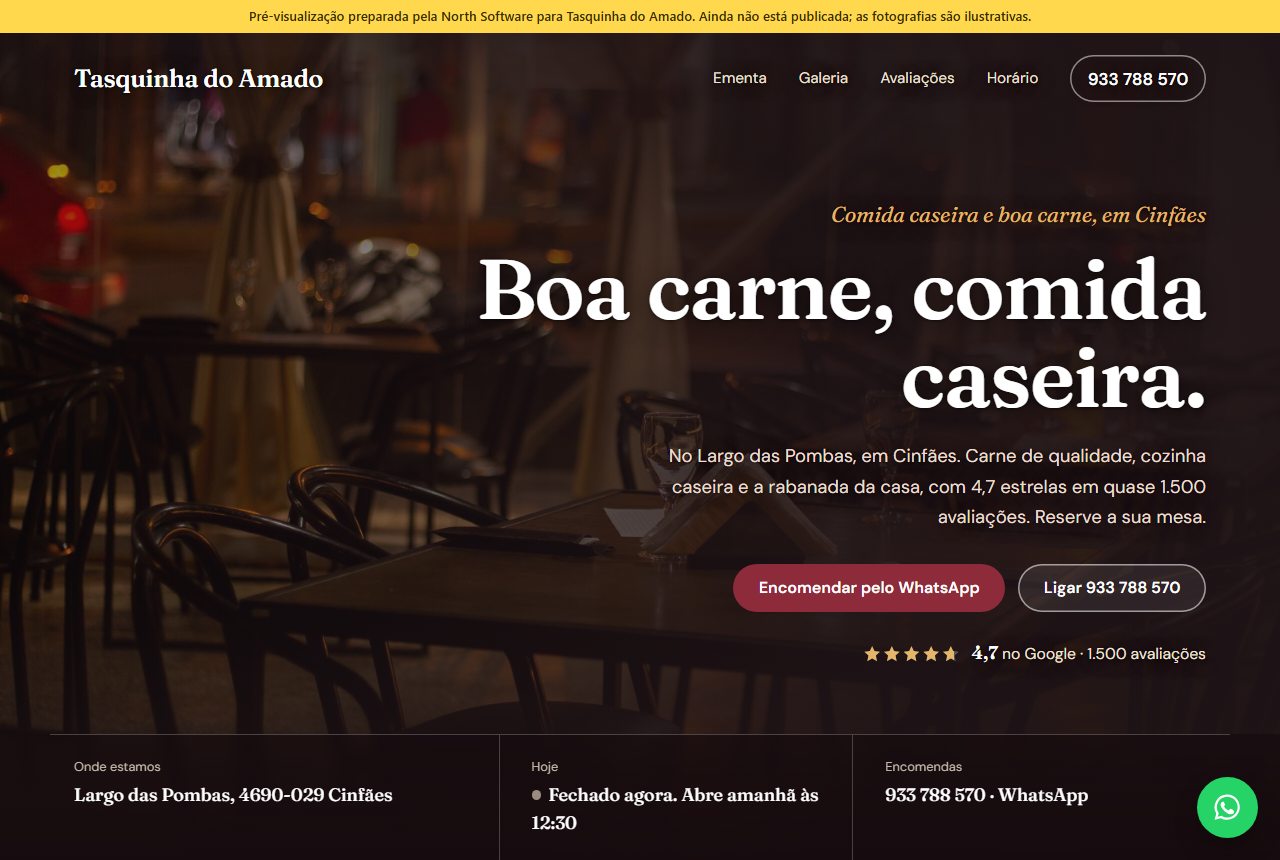 Pré-visualização preparada pela North Software para Tasquinha do Amado. Ainda não está publicada; as fotografias são ilustrativas.
Tasquinha do Amado
Ementa
Galeria
Avaliações
Horário
933 788 570
Comida caseira e boa carne, em Cinfães
Boa carne, comida
caseira.
No Largo das Pombas, em Cinfães. Carne de qualidade, cozinha
caseira e a rabanada da casa, com 4,7 estrelas em quase 1.500
avaliações. Reserve a sua mesa.
Encomendar pelo WhatsApp
Ligar 933 788 570
4,7 no Google · 1.500 avaliações
Onde estamos
Largo das Pombas, 4690-029 Cinfães
Hoje
Fechado agora. Abre amanhã às
12:30
Encomendas
933 788 570 · WhatsApp